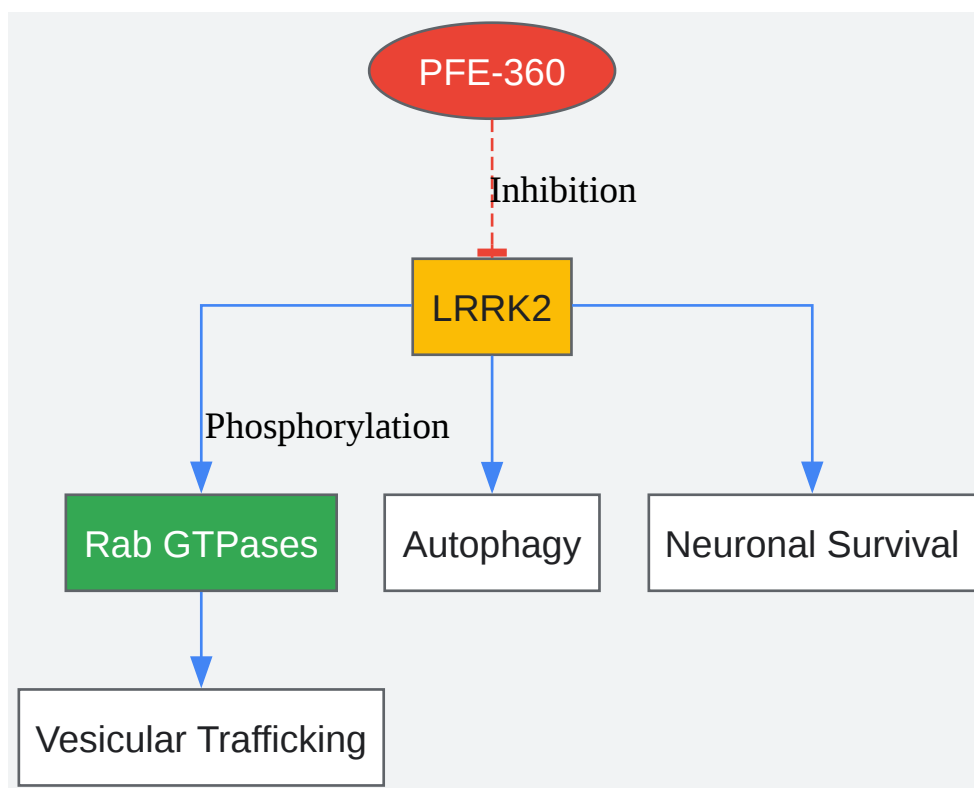 PFE-360
Inhibition
LRRK2
Phosphorylation
Rab GTPases
Autophagy
Neuronal Survival
Vesicular Trafficking